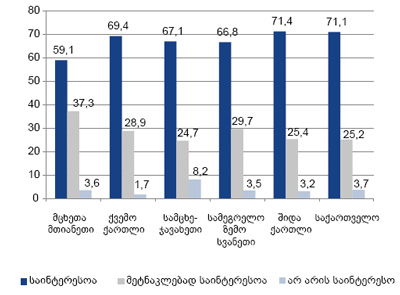 80
70
60
50
40
30
20
10
0
59,1
37,3
3,6
69,4
28,9
1,7
67,1
24,7
8,2
66,8
29,7
3,5
71,4
25,4
3,2
71,1
25,2
3,7
მცხეთა
მთიანეთი
ქვემო
ქართლი
სამცხე-
ჯავახეთი
სამეგრელო
ზემო
სვანეთი
შიდა
ქართლი
საქართველო
საინტერესოა
მეტნაკლებად საინტერესოა
არ არის საინტერესო